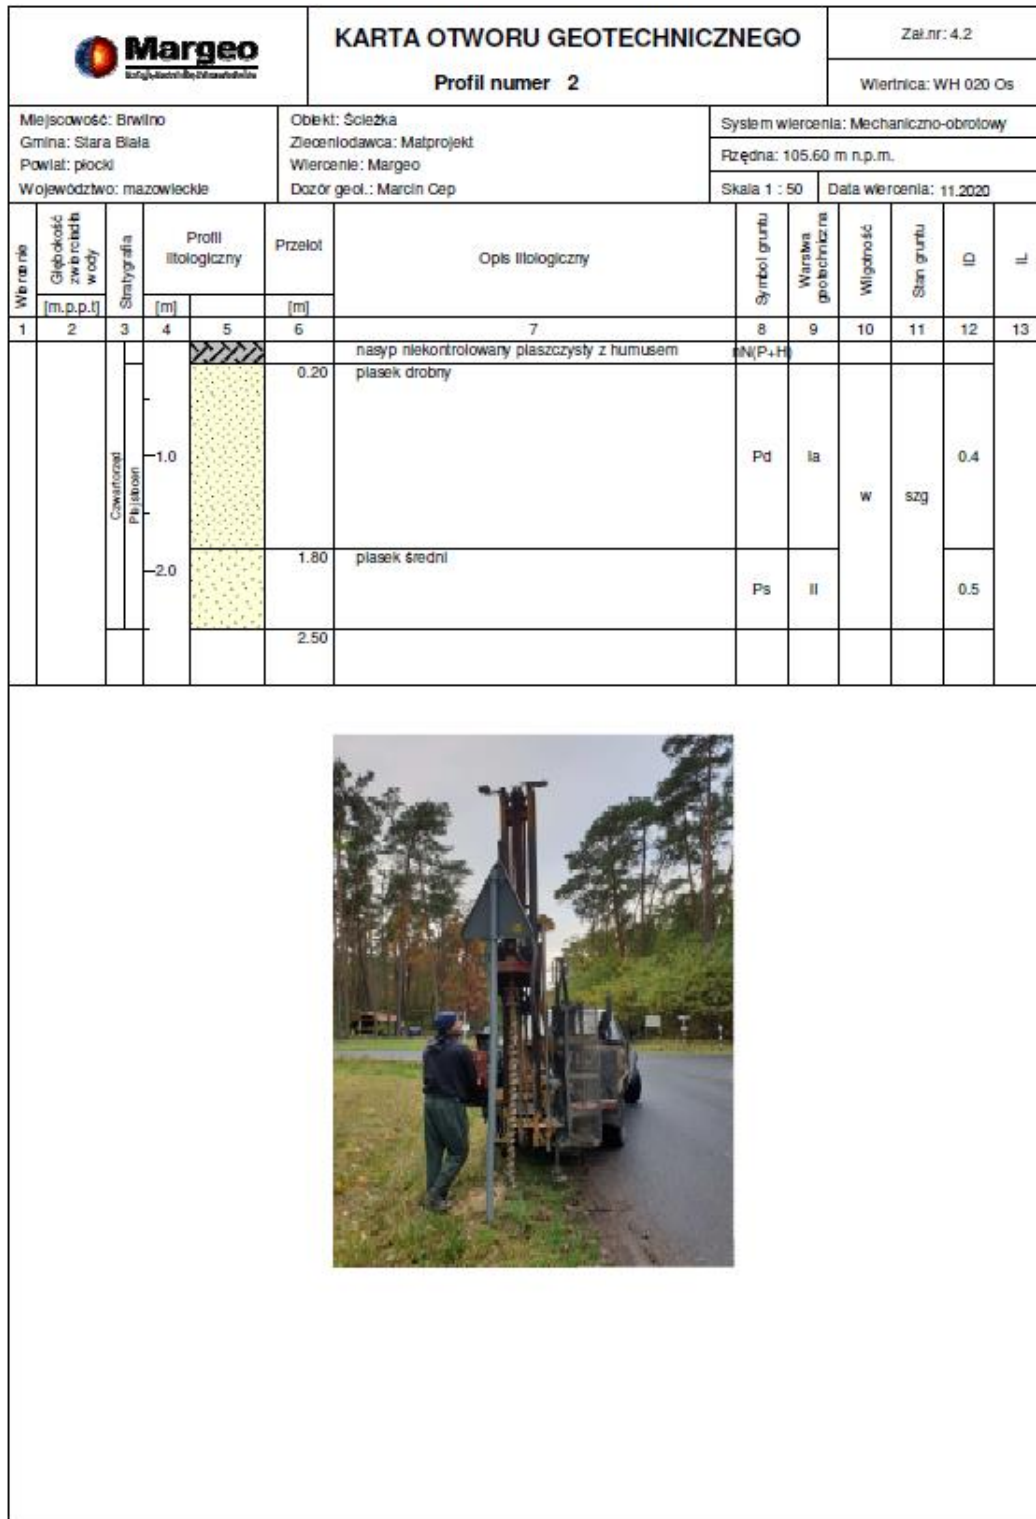 Margeo
KARTA OTWORU GEOTECHNICZNEGO
Profil numer 2
Zał.nr: 4.2
Wiertnica: WH 020 Os
Miejscowość: Brwilno
Gmina: Stara Biała
Powiat: płocki
Województwo: mazowieckie
Obiekt: Ścieżka
Zleceniodawca: Matprojekt
Wiercenie: Margeo
Dozór geol.: Marcin Cep
System wiercenia: Mechaniczno-obrotowy
Rzędna: 105.60 m n.p.m.
Skala 1 : 50
Data wiercenia: 11.2020
Wiercenie
Głębokość
zwierciadła
wody
[m.p.p.t]
Stratygrafia
Profil
litologiczny
[m]
Przelot
[m]
Opis litologiczny
Symbol gruntu
Warstwa
geotechniczna
Wilgotność
Stan gruntu
ID
IL
1 2 3 4 5 6 7 8 9 10 11 12 13
nasyp niekontrolowany piaszczysty z humusem
nN(P+H)
0.20 piasek drobny
Czwartorzęd
Plejstocen
1.0
Pd Ia 0.4
w szg
1.80 piasek średni
2.0
Ps II 0.5
2.50